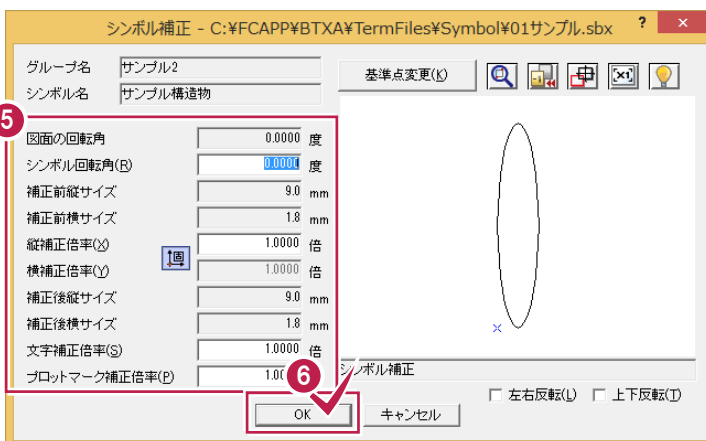 シンボル補正 - C:¥FCAPP¥BTXA¥TermFiles¥Symbol¥01サンプル.sbx ? ×
グループ名 サンプル2
シンボル名 サンプル構造物
基準点変更(K)
5
図面の回転角 0.0000 度
シンボル回転角(R) 0.0000 度
補正前縦サイズ 9.0 mm
補正前横サイズ 1.8 mm
縦補正倍率(X) 1.0000 倍
固
横補正倍率(Y) 1.0000 倍
補正後縦サイズ 9.0 mm
補正後横サイズ 1.8 mm
文字補正倍率(S) 1.0000 倍
プロットマーク補正倍率(P)
シンボル補正
6
左右反転(L) 上下反転(T)
OK キャンセル